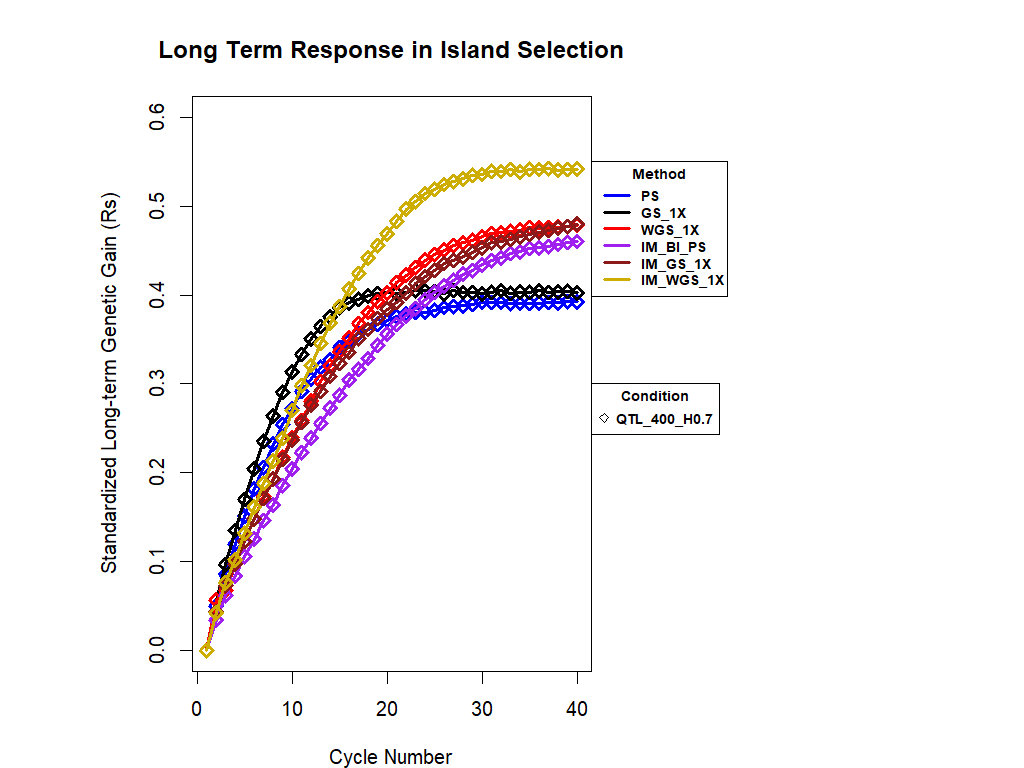 Long Term Response in Island Selection
Standardized Long-term Genetic Gain (Rs)
0.6
0.5
0.4
0.3
0.2
0.1
0.0
0 10 20 30 40
Cycle Number
Method
PS
GS_1X
WGS_1X
IM_BI_PS
IM_GS_1X
IM_WGS_1X
Condition
QTL_400_H0.7